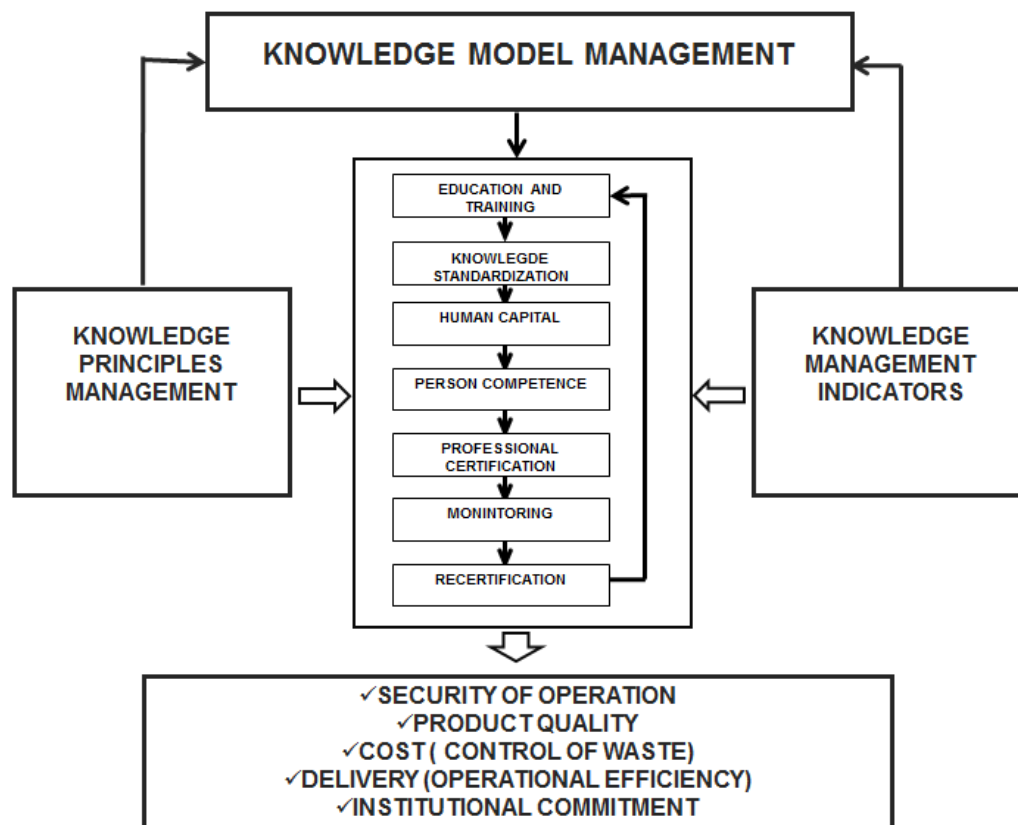 KNOWLEDGE MODEL MANAGEMENT
EDUCATION AND
TRAINING
KNOWLEGDE
STANDARDIZATION
HUMAN CAPITAL
PERSON COMPETENCE
PROFESSIONAL
CERTIFICATION
MONINTORING
RECERTIFICATION
KNOWLEDGE
PRINCIPLES
MANAGEMENT
KNOWLEDGE
MANAGEMENT
INDICATORS
✓SECURITY OF OPERATION
✓PRODUCT QUALITY
✓COST ( CONTROL OF WASTE)
✓DELIVERY (OPERATIONAL EFFICIENCY)
✓INSTITUTIONAL COMMITMENT